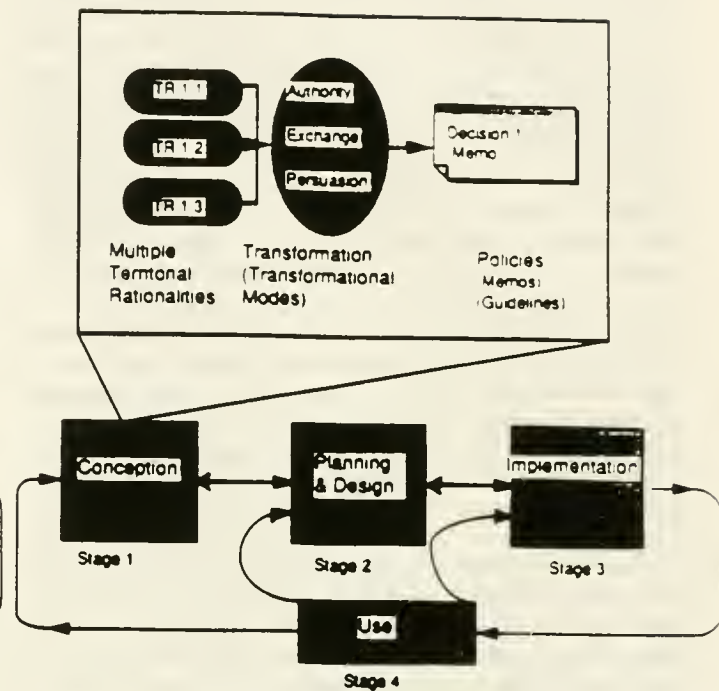 TR 1.1
TR 1.2
TR 1.3
Authority
Exchange
Persuasion
Decision 1
Memo
Multiple
Territorial
Rationalities
Transformation
(Transformational
Modes)
Policies
Memos)
(Guidelines)
Conception
Planning
& Design
Implementation
Stage 1
Stage 2
Stage 3
Use
Stage 4